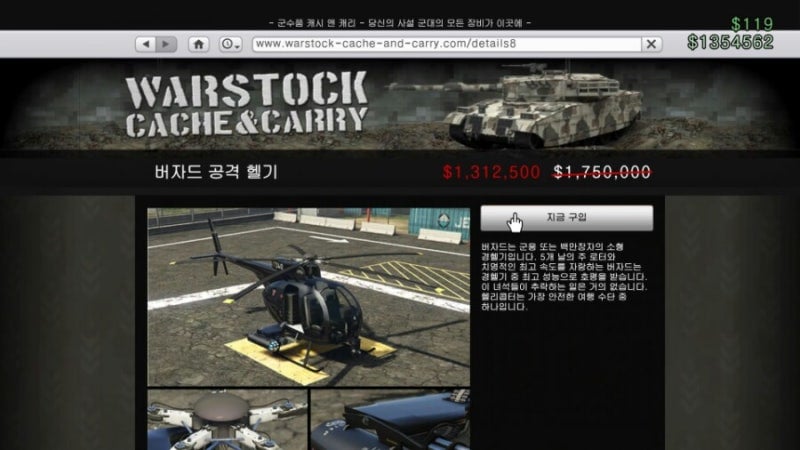 - 군수품 캐시 앤 캐리 - 당신의 사설 군대의 모든 장비가 이곳에 -
$119
$1354562
www.warstock-cache-and-carry.com/details8
WARSTOCK
CACHE&CARRY
버자드 공격 헬기
$1,312,500 $1,750,000
지금 구입
버자드는 군용 또는 백만장자의 소형
경헬기입니다. 5개 날의 주 로터와
치명적인 최고 속도를 자랑하는 버자드는
경헬기 중 최고 성능으로 호평을 받습니다.
이 녀석들이 추락하는 일은 거의 없습니다.
헬리콥터는 가장 안전한 여행 수단 중
하나입니다.